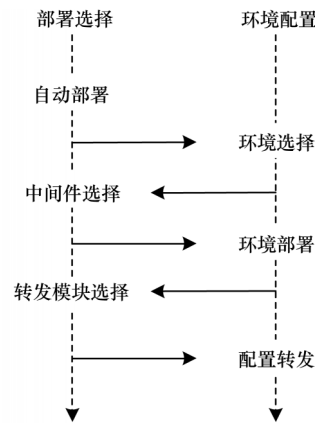 部署选择
环境配置
自动部署
环境选择
中间件选择
环境部署
转发模块选择
配置转发